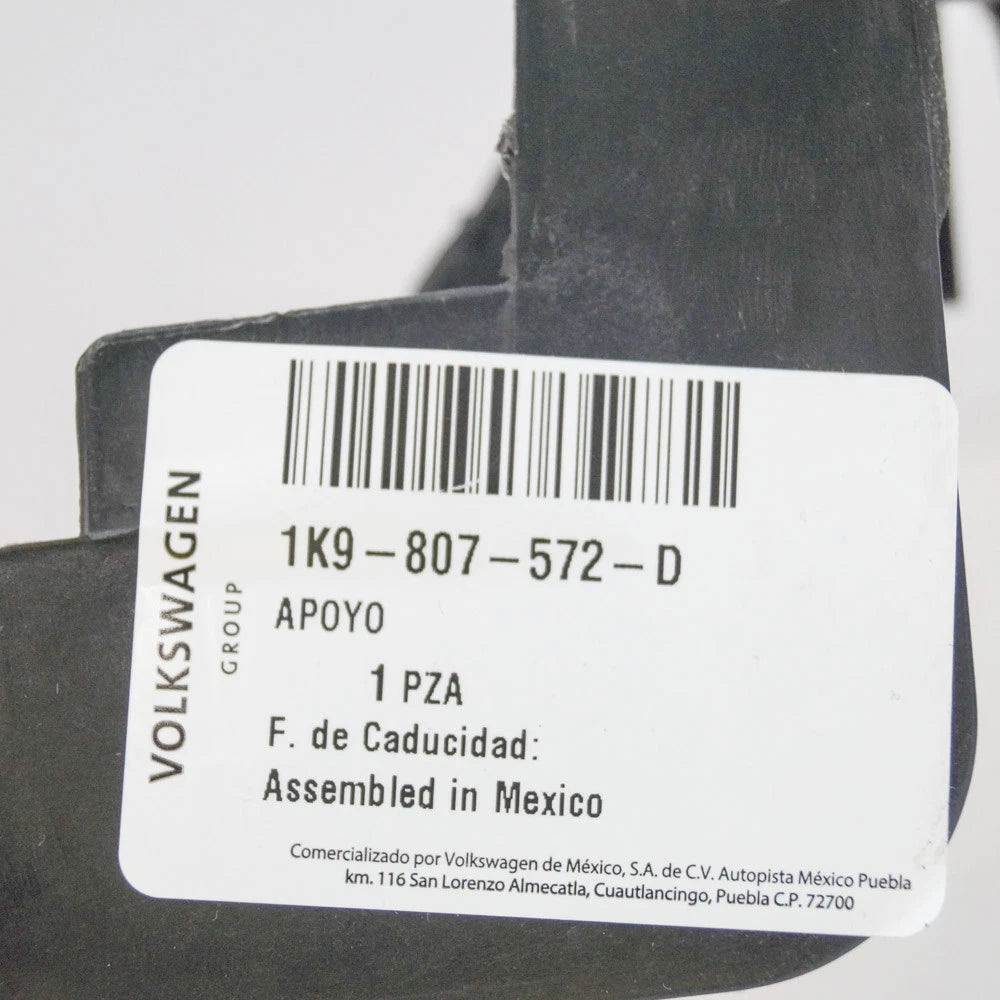 VOLKSWAGEN
GROUP
1K9-807-572-D
APOYO
1 PZA
F. de Caducidad:
Assembled in Mexico
Comercializado por Volkswagen de México, S.A. de C.V. Autopista México Puebla
km. 116 San Lorenzo Almecatla, Cuautlancingo, Puebla C.P. 72700